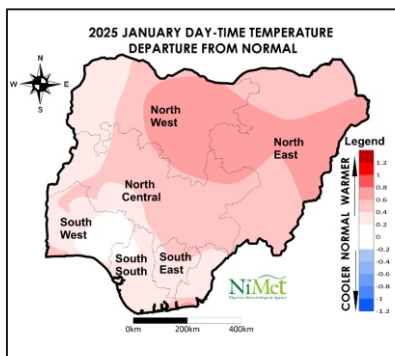 2025 JANUARY DAY-TIME TEMPERATURE
DEPARTURE FROM NORMAL
N
W E
S
North
West
North
East
Legend
1.2
1
0.8
0.6
0.4
0.2
0
-0.2
-0.4
-0.6
-0.8
-1
-1.2
COOLER NORMAL WARMER
North
Central
South
West
South
South
South
East
NiMet
Nigerian Meteorological Agency
0km 200km 400km